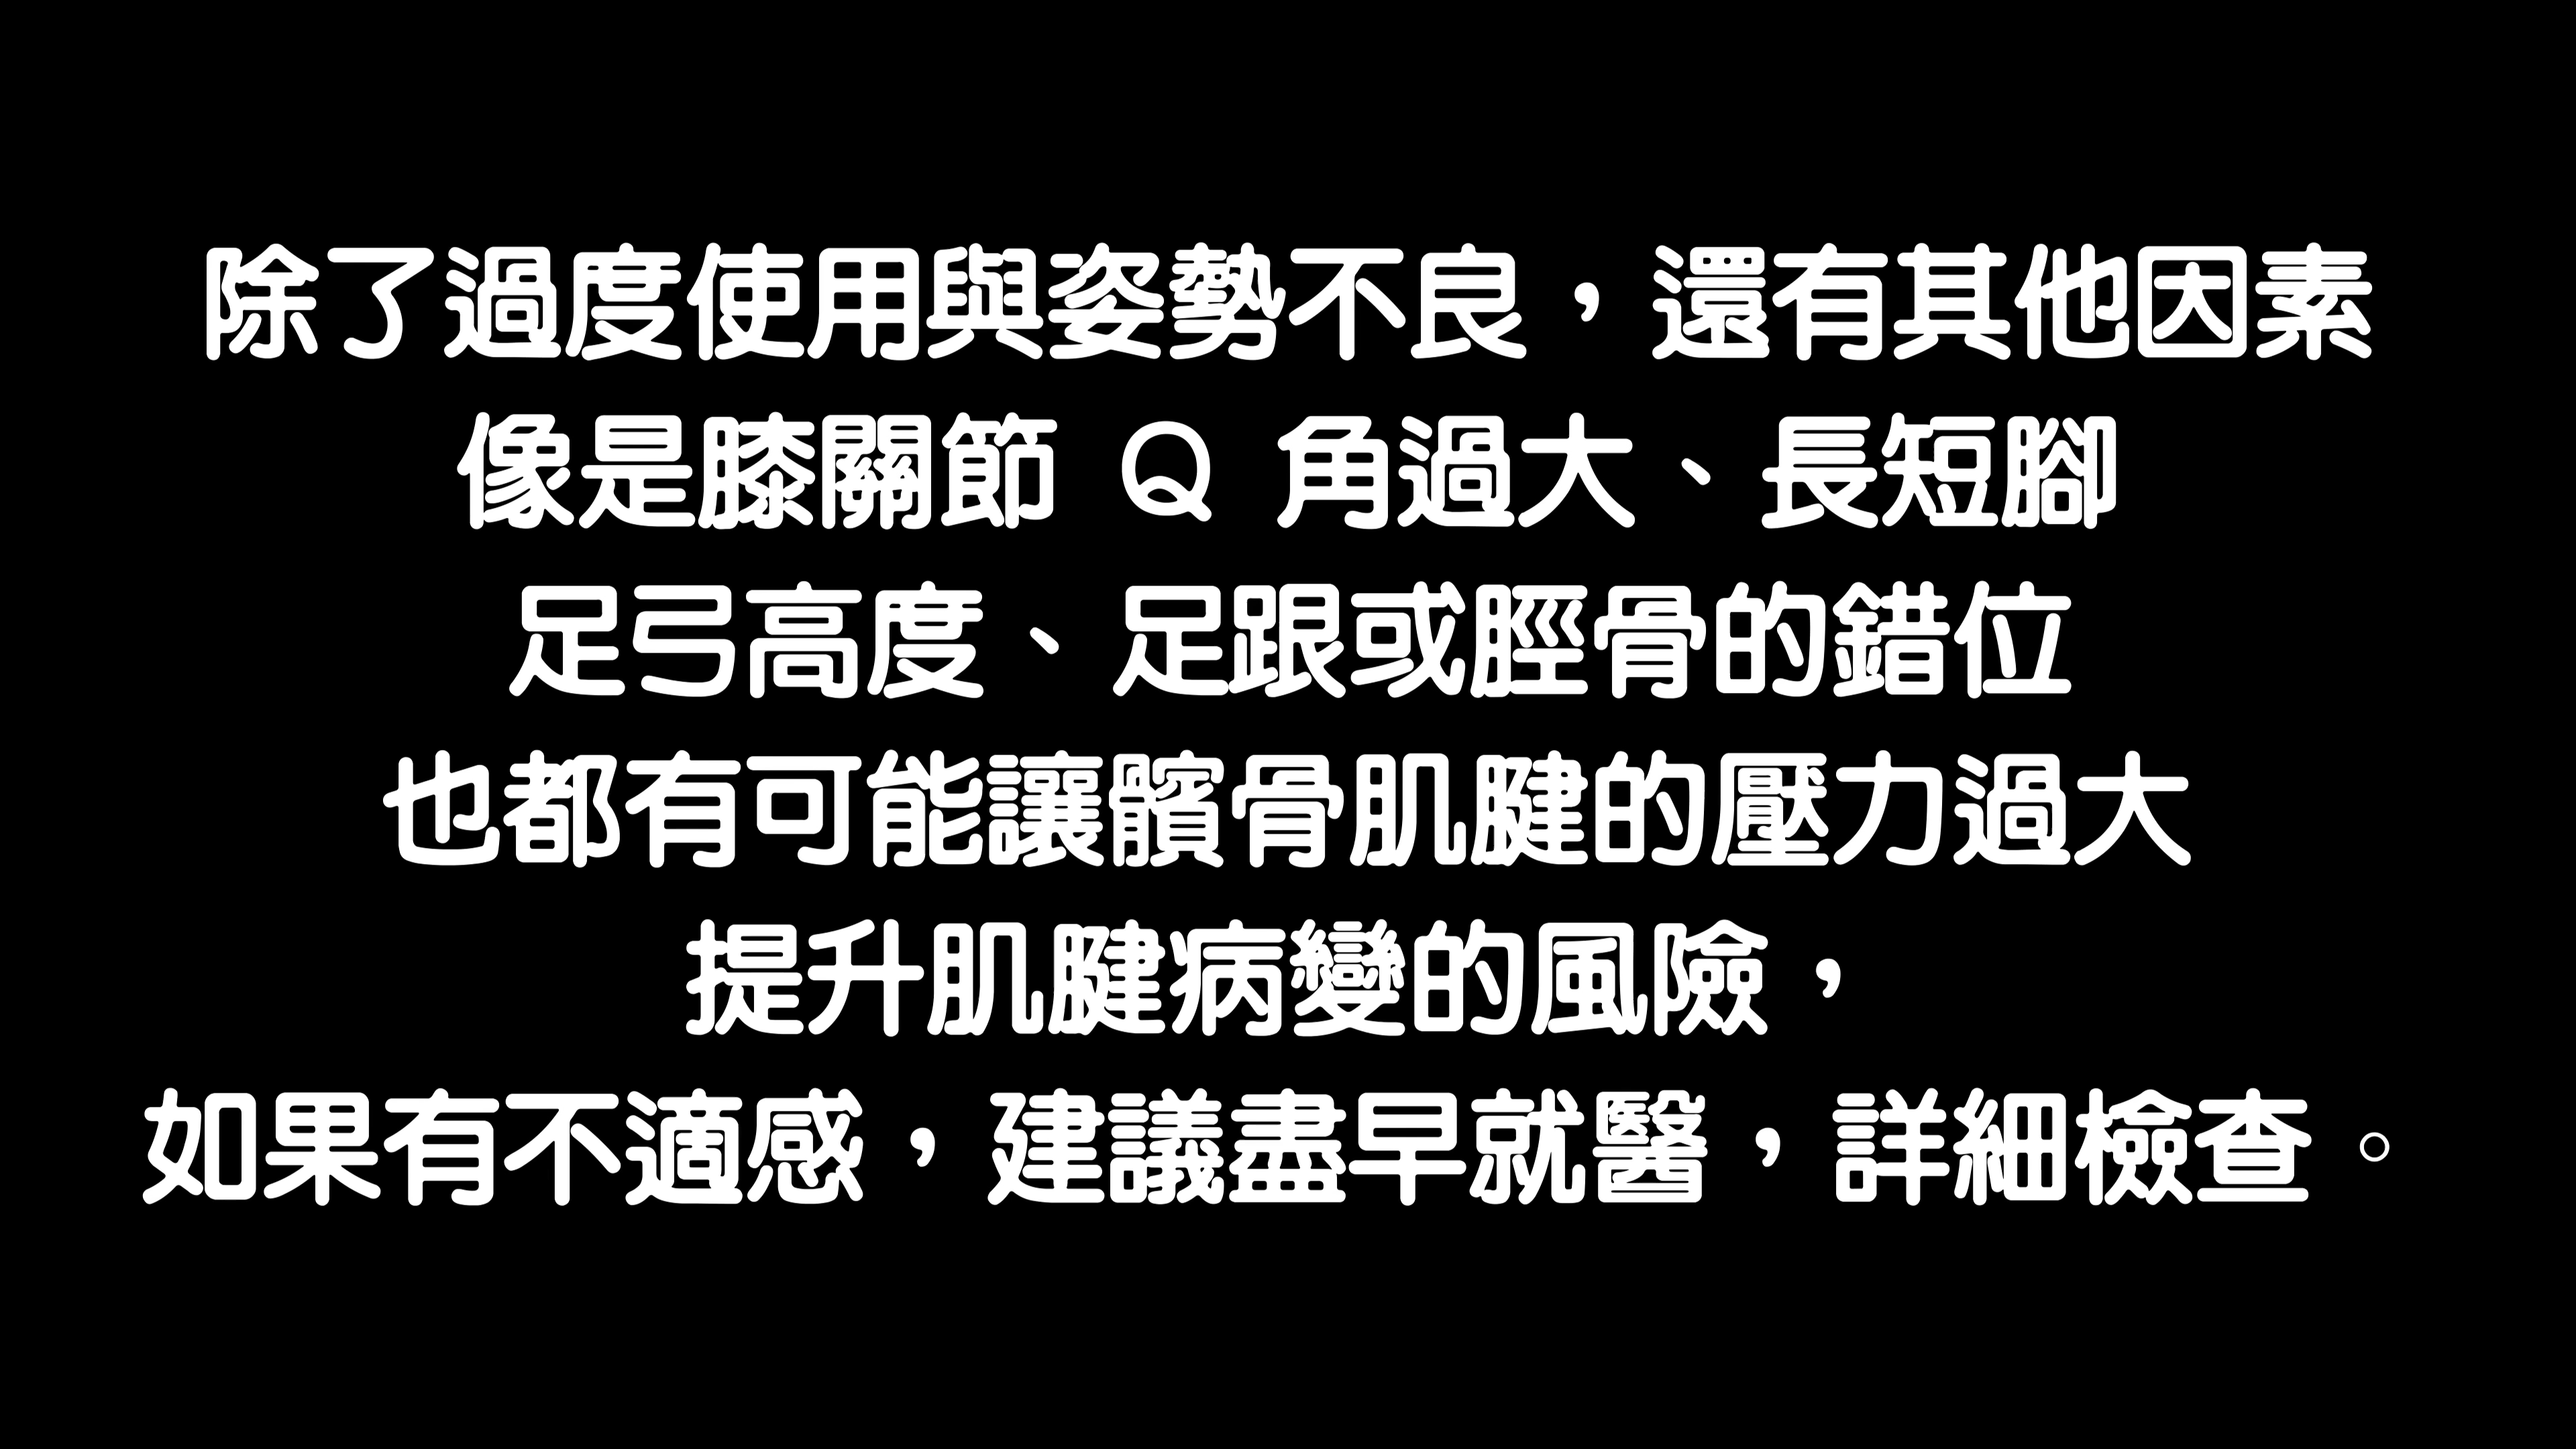 除了過度使用與姿勢不良，還有其他因素
像是膝關節 Q 角過大、長短腳
足弓高度、足跟或脛骨的錯位
也都有可能讓髕骨肌腱的壓力過大
提升肌腱病變的風險，
如果有不適感，建議盡早就醫，詳細檢查。